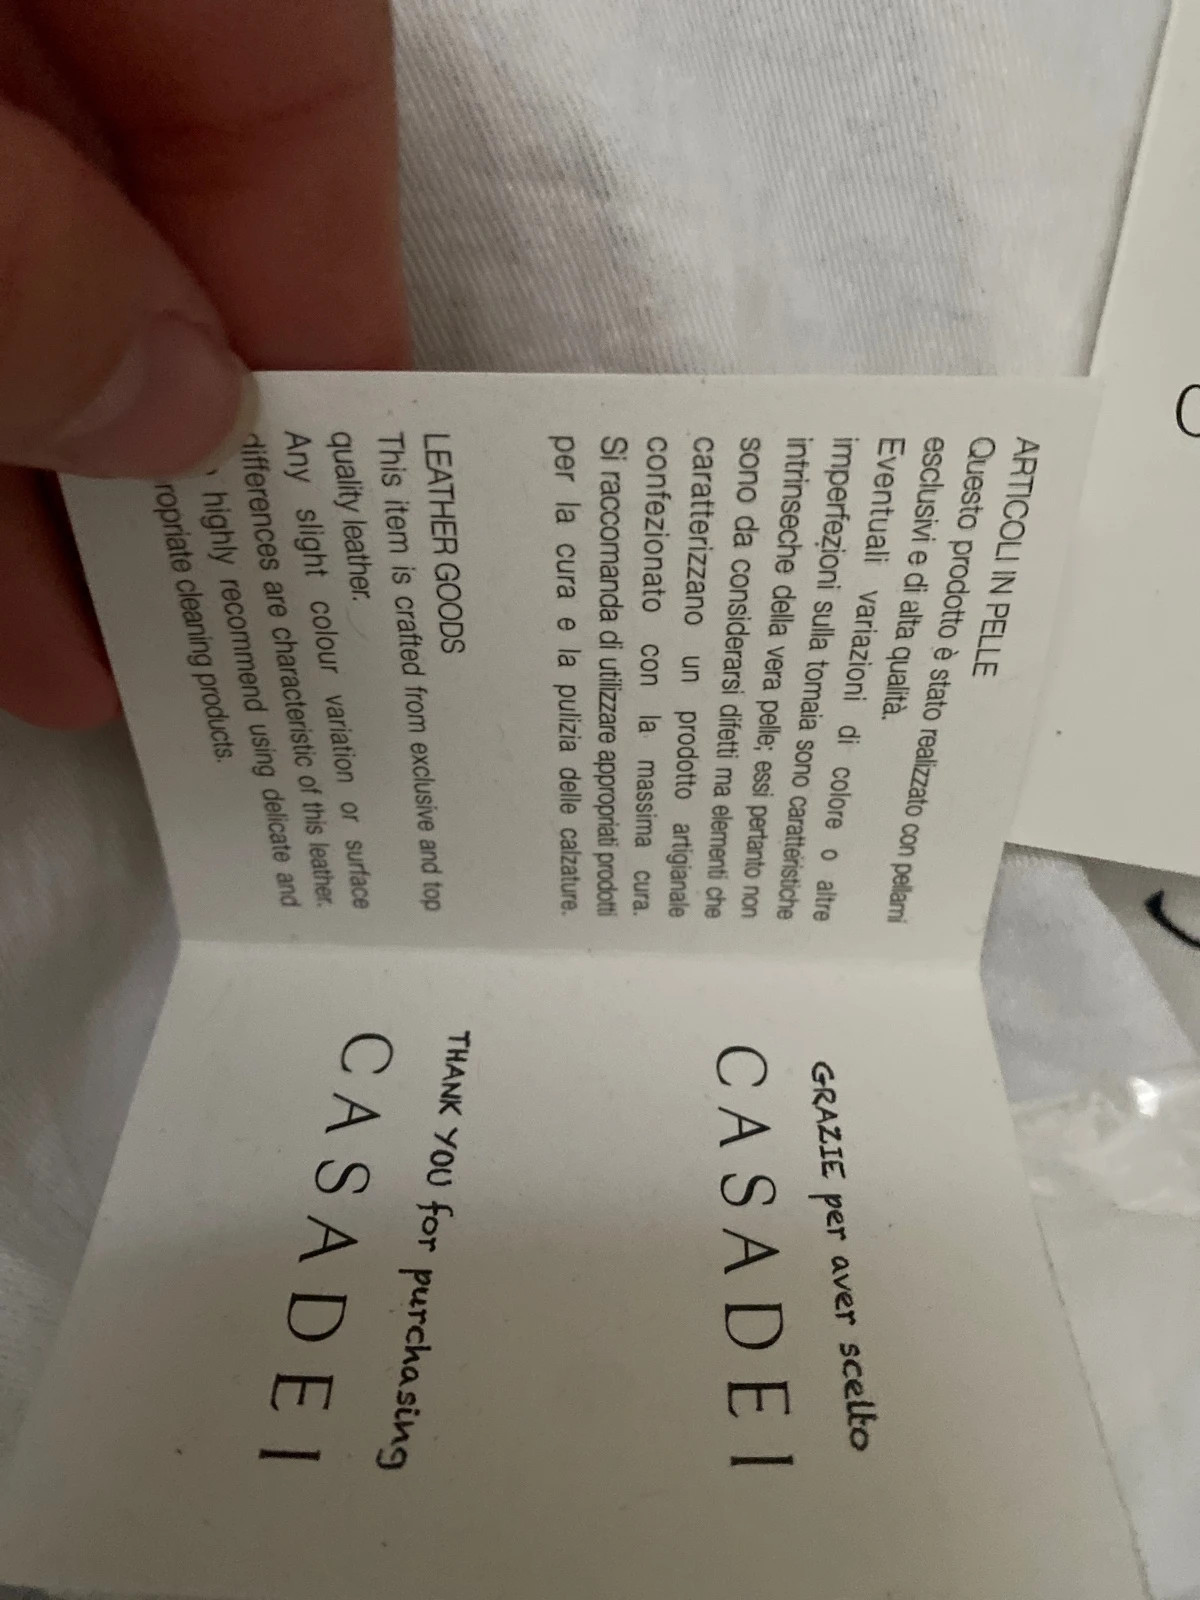 ARTICOLI IN PELLE
Questo prodotto è stato realizzato con pellami
esclusivi e di alta qualità.
Eventuali variazioni di colore o altre
imperfezioni sulla tomaia sono caratteristiche
intrinseche della vera pelle; essi pertanto non
sono da considerarsi difetti ma elementi che
caratterizzano un prodotto artigianale
confezionato con la massima cura.
Si raccomanda di utilizzare appropriati prodotti
per la cura e la pulizia delle calzature.
LEATHER GOODS
This item is crafted from exclusive and top
quality leather.
Any slight colour variation or surface
differences are characteristic of this leather.
highly recommend using delicate and
ropriate cleaning products.
GRAZIE per aver scelto
CASADEI
THANK YOU for purchasing
CASADEI